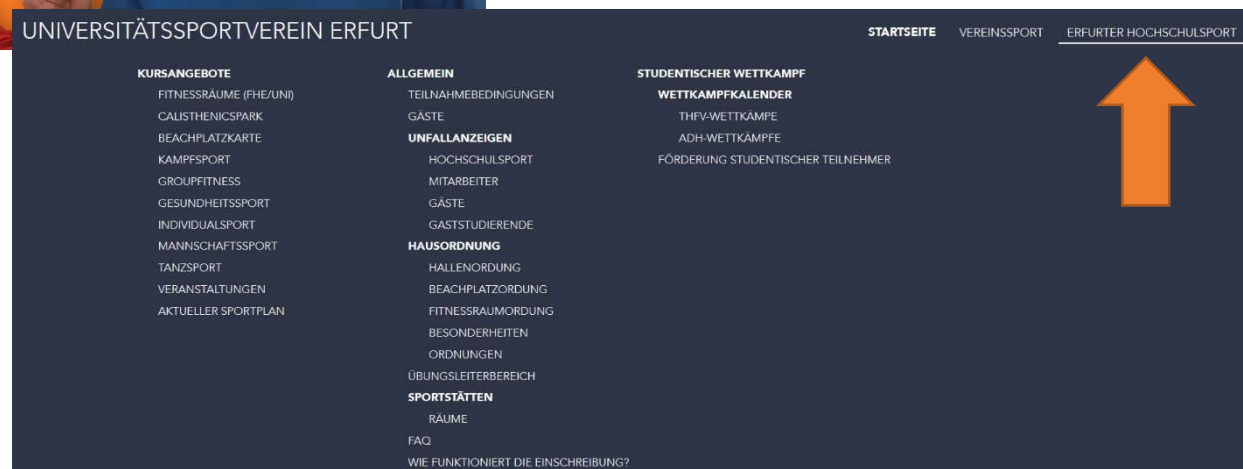 UNIVERSITÄTSSPORTVEREIN ERFURT
STARTSEITE
VEREINSSPORT
ERFURTER HOCHSCHULSPORT
KURSANGEBOTE
FITNESSRÄUME (FHE/UNI)
CALISTHENICSPARK
BEACHPLATZKARTE
KAMPFSPORT
GROUPFITNESS
GESUNDHEITSSPORT
INDIVIDUALSPORT
MANNSCHAFTSSPORT
TANZSPORT
VERANSTALTUNGEN
AKTUELLER SPORTPLAN
ALLGEMEIN
TEILNAHMEBEDINGUNGEN
GÄSTE
UNFALLANZEIGEN
HOCHSCHULSPORT
MITARBEITER
GÄSTE
GASTSTUDIERENDE
HAUSORDNUNG
HALLENORDUNG
BEACHPLATZORDUNG
FITNESSRAUMORDUNG
BESONDERHEITEN
ORDNUNGEN
ÜBUNGSLEITERBEREICH
SPORTSTÄTTEN
RÄUME
FAQ
WIE FUNKTIONIERT DIE EINSCHREIBUNG?
STUDENTISCHER WETTKAMPF
WETTKAMPFKALENDER
THFV-WETTKÄMPE
ADH-WETTKÄMPFE
FÖRDERUNG STUDENTISCHER TEILNEHMER